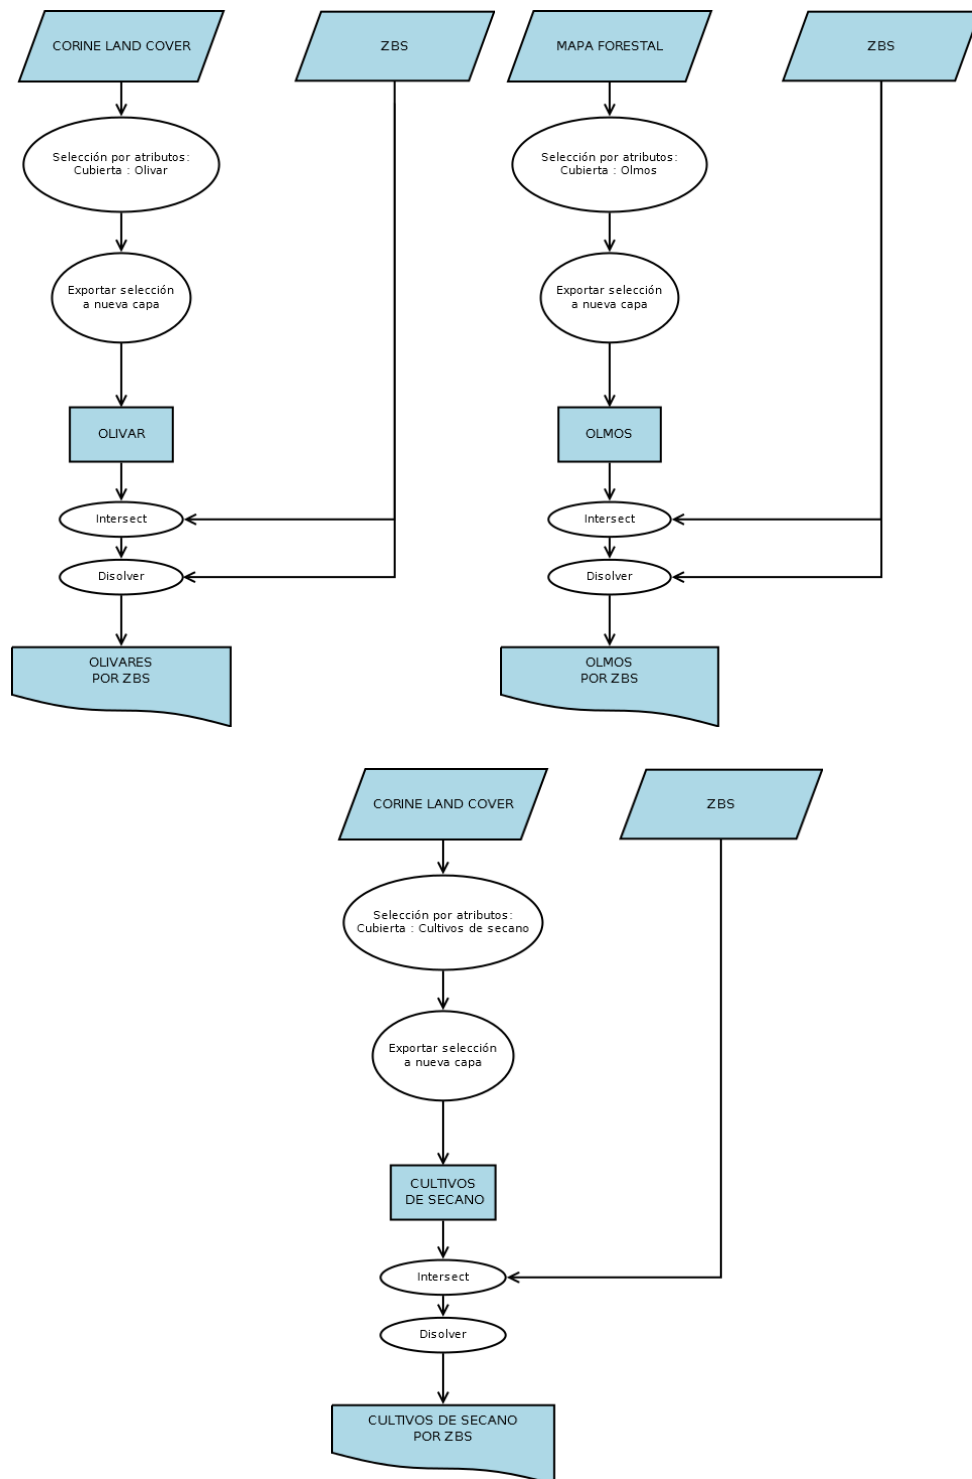 CORINE LAND COVER
ZBS
Selección por atributos:
Cubierta : Olivar
Exportar selección
a nueva capa
OLIVAR
Intersect
Disolver
OLIVARES
POR ZBS
MAPA FORESTAL
ZBS
Selección por atributos:
Cubierta : Olmos
Exportar selección
a nueva capa
OLMOS
Intersect
Disolver
OLMOS
POR ZBS
CORINE LAND COVER
ZBS
Selección por atributos:
Cubierta : Cultivos de secano
Exportar selección
a nueva capa
CULTIVOS
DE SECANO
Intersect
Disolver
CULTIVOS DE SECANO
POR ZBS